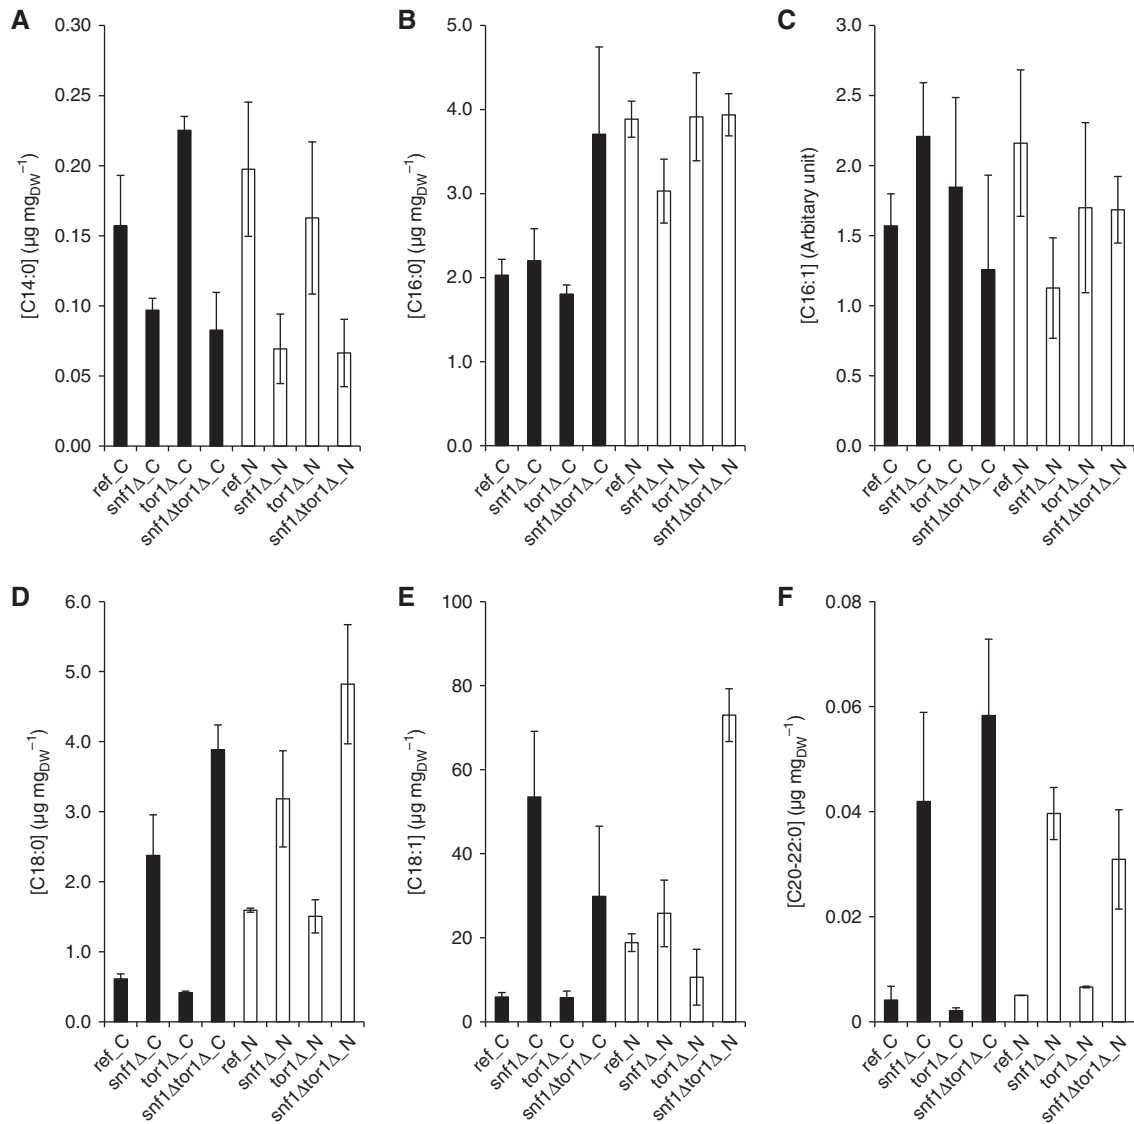 A
[C14:0] (µg mg_DW⁻¹)
0.30
0.25
0.20
0.15
0.10
0.05
0.00
ref_C
snf1Δ_C
tor1Δ_C
snf1Δtor1Δ_C
ref_N
snf1Δ_N
tor1Δ_N
snf1Δtor1Δ_N
B
[C16:0] (µg mg_DW⁻¹)
5.0
4.0
3.0
2.0
1.0
0.0
ref_C
snf1Δ_C
tor1Δ_C
snf1Δtor1Δ_C
ref_N
snf1Δ_N
tor1Δ_N
snf1Δtor1Δ_N
C
[C16:1] (Arbitary unit)
3.0
2.5
2.0
1.5
1.0
0.5
0.0
ref_C
snf1Δ_C
tor1Δ_C
snf1Δtor1Δ_C
ref_N
snf1Δ_N
tor1Δ_N
snf1Δtor1Δ_N
D
[C18:0] (µg mg_DW⁻¹)
6.0
5.0
4.0
3.0
2.0
1.0
0.0
ref_C
snf1Δ_C
tor1Δ_C
snf1Δtor1Δ_C
ref_N
snf1Δ_N
tor1Δ_N
snf1Δtor1Δ_N
E
[C18:1] (µg mg_DW⁻¹)
100
80
60
40
20
0
ref_C
snf1Δ_C
tor1Δ_C
snf1Δtor1Δ_C
ref_N
snf1Δ_N
tor1Δ_N
snf1Δtor1Δ_N
F
[C20-22:0] (µg mg_DW⁻¹)
0.08
0.06
0.04
0.02
0
ref_C
snf1Δ_C
tor1Δ_C
snf1Δtor1Δ_C
ref_N
snf1Δ_N
tor1Δ_N
snf1Δtor1Δ_N